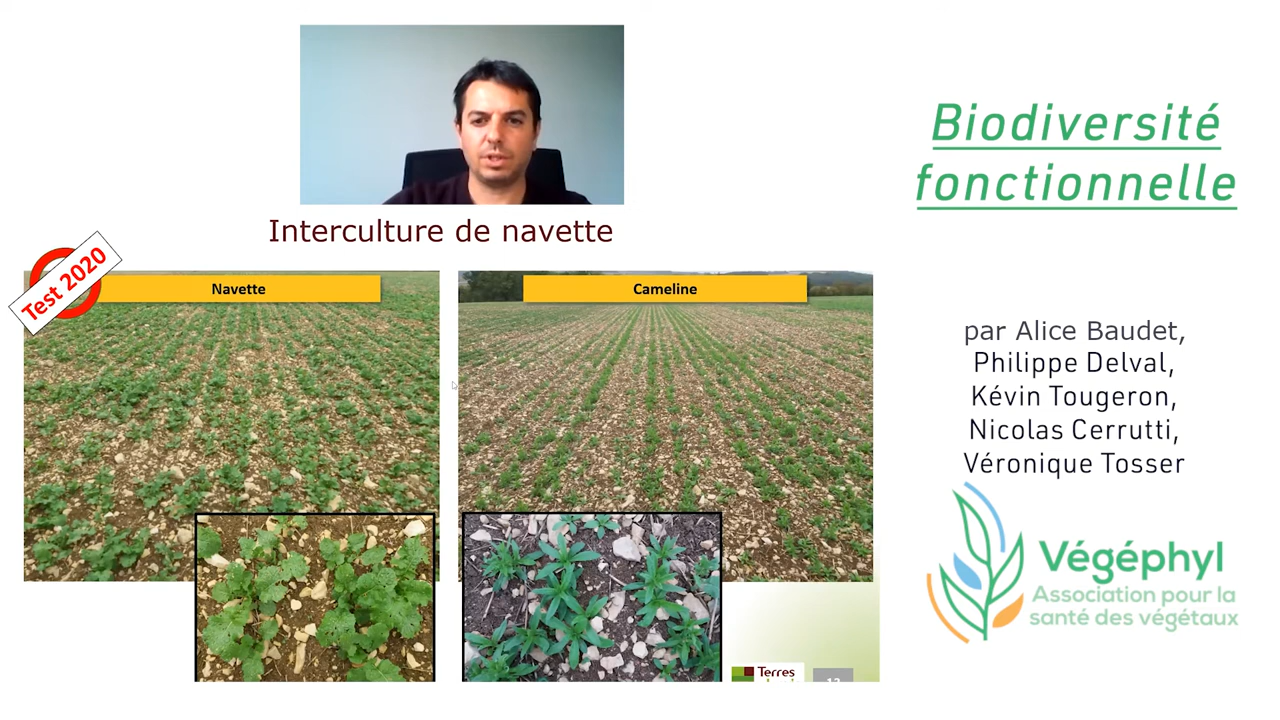 Biodiversité
fonctionnelle
Interculture de navette
Test 2020
Navette
Cameline
par Alice Baudet,
Philippe Delval,
Kévin Tougeron,
Nicolas Cerrutti,
Véronique Tosser
Végéphyl
Association pour la
santé des végétaux
Terres